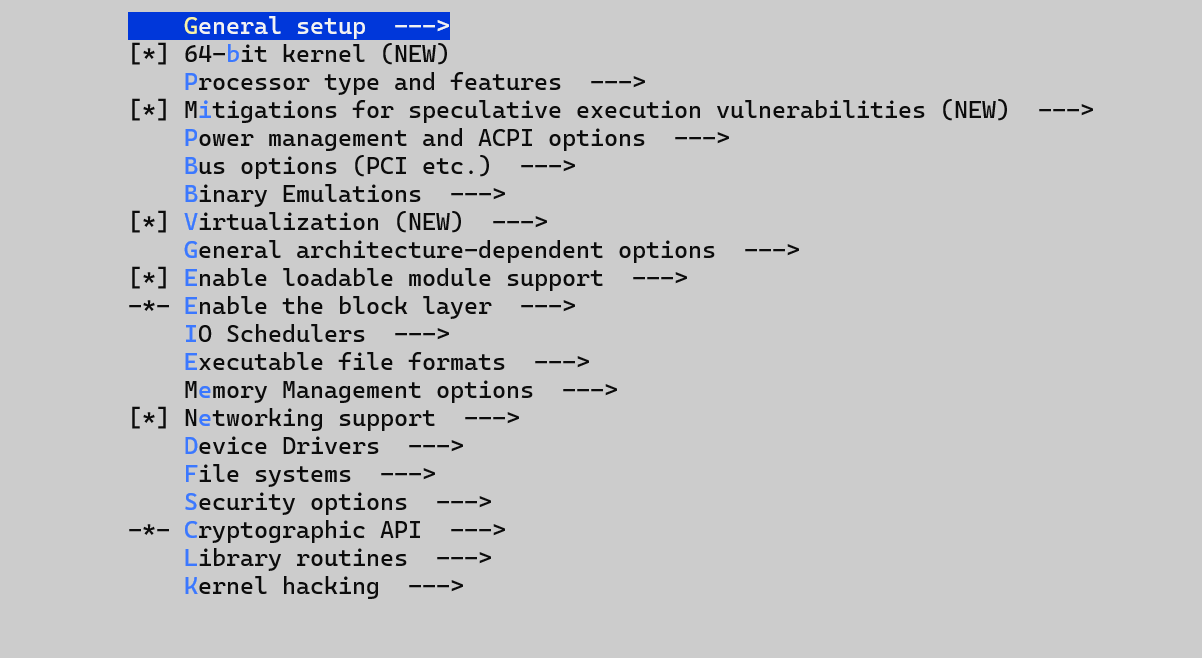 General setup  --->
[*] 64-bit kernel (NEW)
Processor type and features  --->
[*] Mitigations for speculative execution vulnerabilities (NEW)  --->
Power management and ACPI options  --->
Bus options (PCI etc.)  --->
Binary Emulations  --->
[*] Virtualization (NEW)  --->
General architecture-dependent options  --->
[*] Enable loadable module support  --->
-*- Enable the block layer  --->
IO Schedulers  --->
Executable file formats  --->
Memory Management options  --->
[*] Networking support  --->
Device Drivers  --->
File systems  --->
Security options  --->
-*- Cryptographic API  --->
Library routines  --->
Kernel hacking  --->